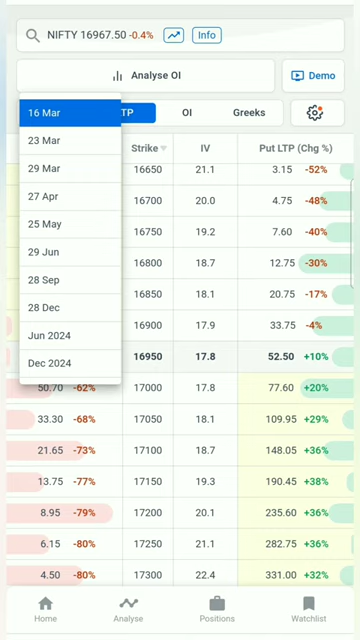 NIFTY 16967.50 -0.4% Info
Analyse OI Demo
16 Mar TP OI Greeks
23 Mar Strike IV Put LTP (Chg %)
29 Mar 16650 21.1 3.15 -52%
27 Apr 16700 20.0 4.75 -48%
25 May 16750 19.2 7.60 -40%
29 Jun 16800 18.7 12.75 -30%
28 Sep 16850 18.1 20.75 -17%
28 Dec 16900 17.9 33.75 -4%
Jun 2024
Dec 2024 16950 17.8 52.50 +10%
50.70 -62% 17000 17.8 77.60 +20%
33.30 -68% 17050 18.1 109.95 +29%
21.65 -73% 17100 18.7 148.05 +36%
13.75 -77% 17150 19.3 190.45 +38%
8.95 -79% 17200 20.1 235.60 +36%
6.15 -80% 17250 21.1 282.75 +36%
4.50 -80% 17300 22.4 331.00 +32%
Home Analyse Positions Watchlist